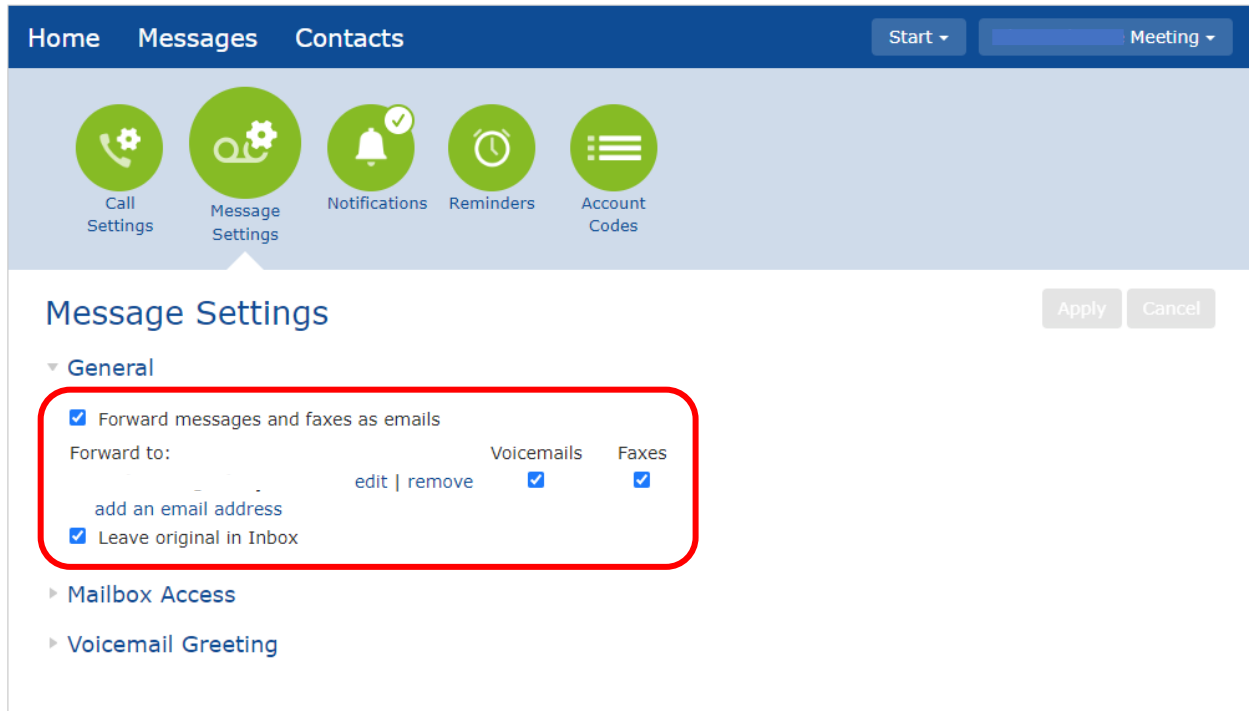 Home Messages Contacts Start Meeting
Call Settings
Message Settings
Notifications
Reminders
Account Codes
Message Settings Apply Cancel
General
Forward messages and faxes as emails
Forward to: Voicemails Faxes
edit | remove
add an email address
Leave original in Inbox
Mailbox Access
Voicemail Greeting